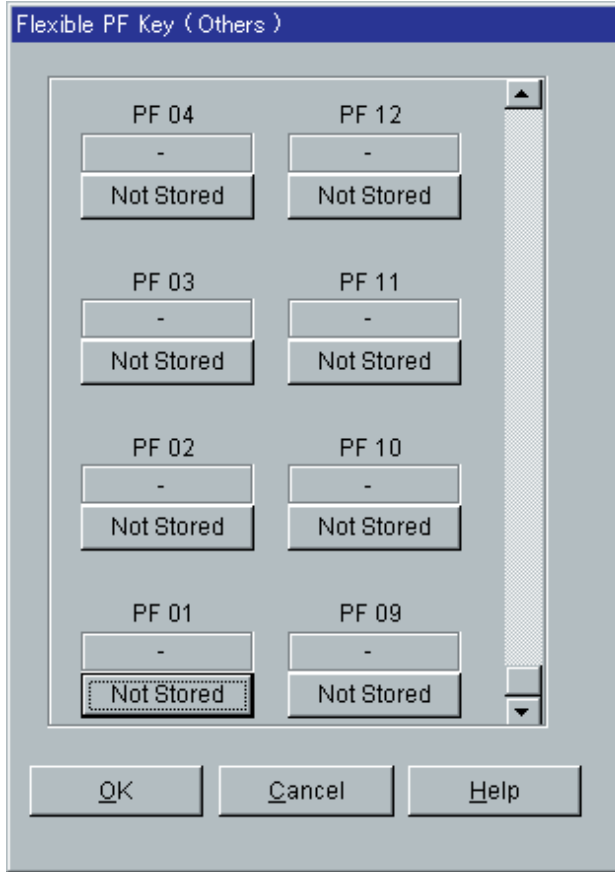 Flexible PF Key ( Others )
PF 04 PF 12
- -
Not Stored Not Stored
PF 03 PF 11
- -
Not Stored Not Stored
PF 02 PF 10
- -
Not Stored Not Stored
PF 01 PF 09
- -
Not Stored Not Stored
OK Cancel Help